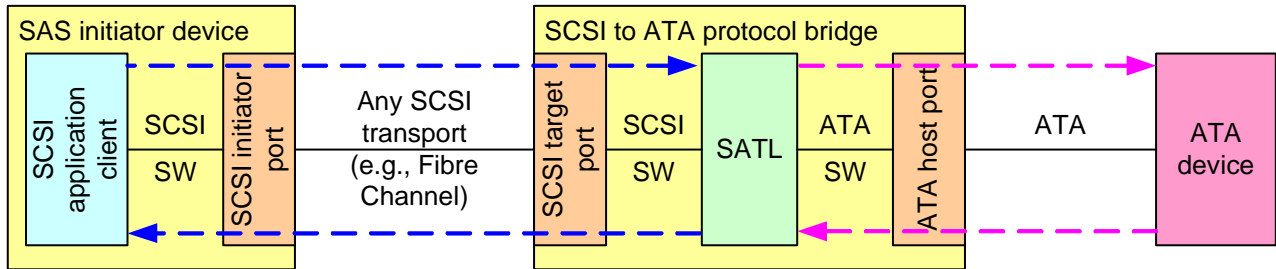 SAS initiator device
SCSI
application
client
SCSI
SW
SCSI initiator
port
Any SCSI
transport
(e.g., Fibre
Channel)
SCSI to ATA protocol bridge
SCSI target
port
SCSI
SW
SATL
ATA
SW
ATA host port
ATA
ATA
device